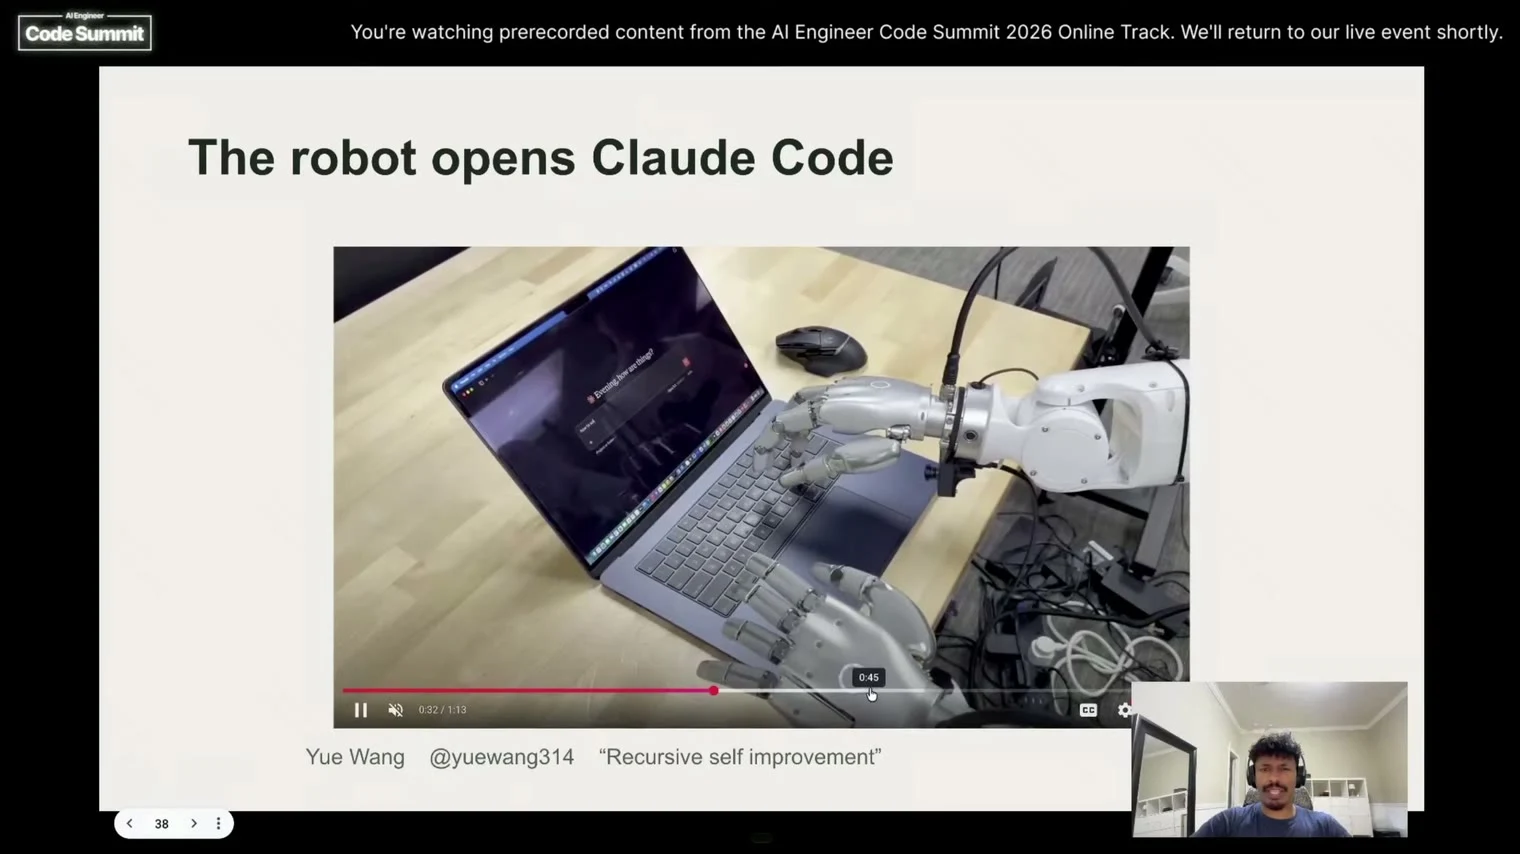 AI Engineer
Code Summit
You're watching prerecorded content from the AI Engineer Code Summit 2026 Online Track. We'll return to our live event shortly.
The robot opens Claude Code
Evening, how are things?
0:45
0:32 / 1:13
CC
Yue Wang @yuewang314 “Recursive self improvement”
38